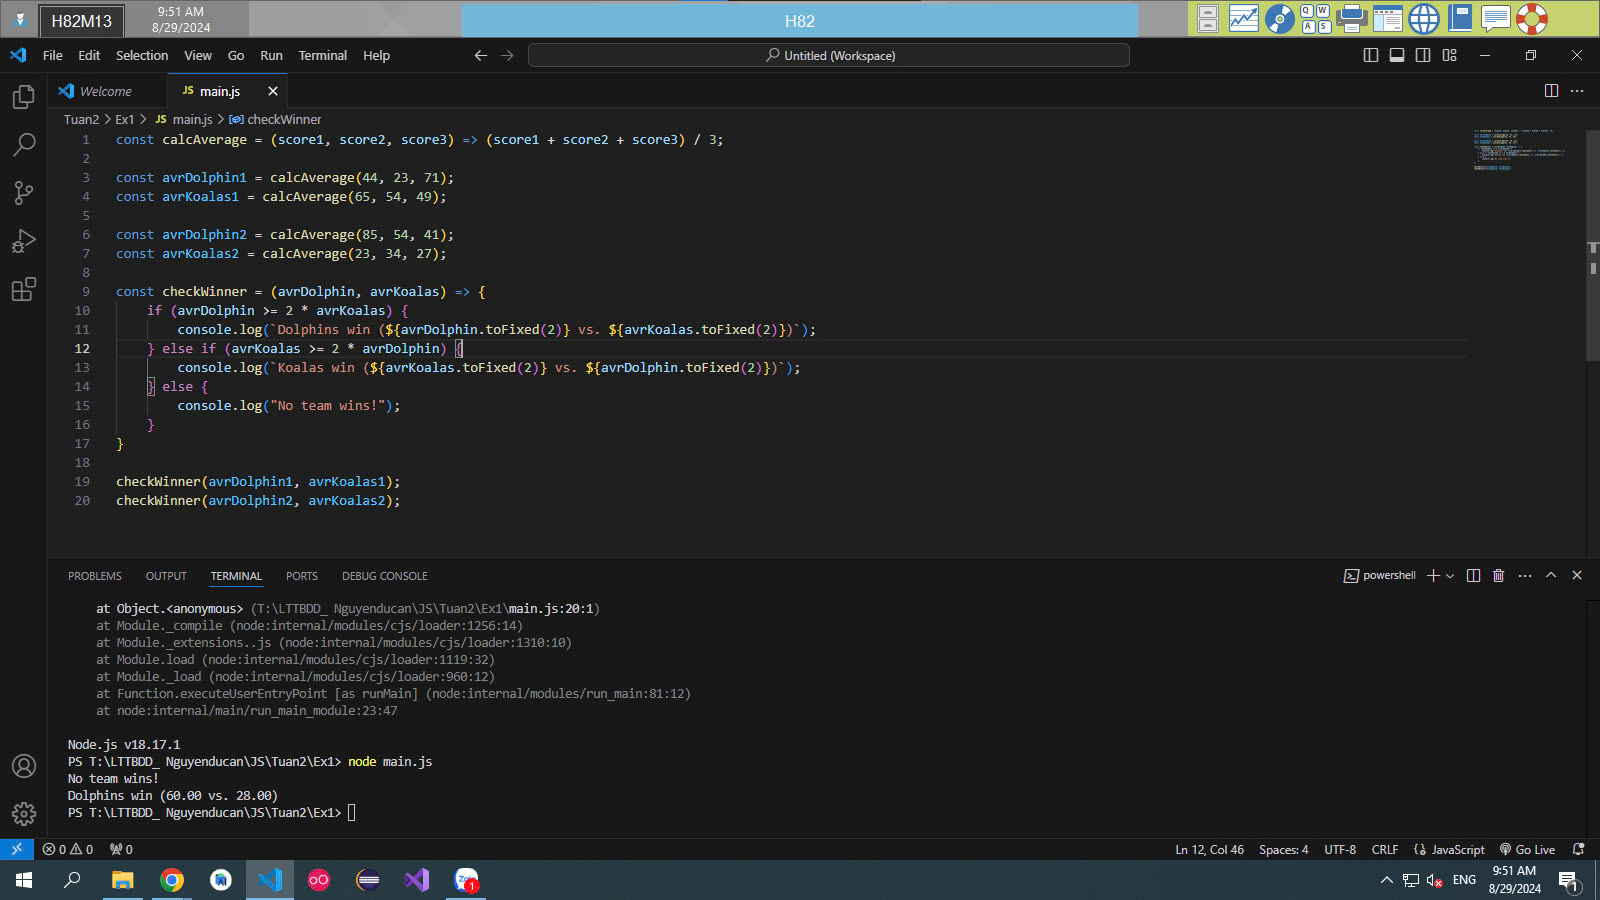 H82M13
9:51 AM
8/29/2024
H82
Q W
A S
File Edit Selection View Go Run Terminal Help
Untitled (Workspace)
Welcome
JS main.js
Tuan2 > Ex1 > JS main.js > checkWinner
1 const calcAverage = (score1, score2, score3) => (score1 + score2 + score3) / 3;
2
3 const avrDolphin1 = calcAverage(44, 23, 71);
4 const avrKoalas1 = calcAverage(65, 54, 49);
5
6 const avrDolphin2 = calcAverage(85, 54, 41);
7 const avrKoalas2 = calcAverage(23, 34, 27);
8
9 const checkWinner = (avrDolphin, avrKoalas) => {
10 if (avrDolphin >= 2 * avrKoalas) {
11 console.log(`Dolphins win (${avrDolphin.toFixed(2)} vs. ${avrKoalas.toFixed(2)})`);
12 } else if (avrKoalas >= 2 * avrDolphin) {
13 console.log(`Koalas win (${avrKoalas.toFixed(2)} vs. ${avrDolphin.toFixed(2)})`);
14 } else {
15 console.log("No team wins!");
16 }
17 }
18
19 checkWinner(avrDolphin1, avrKoalas1);
20 checkWinner(avrDolphin2, avrKoalas2);
PROBLEMS OUTPUT TERMINAL PORTS DEBUG CONSOLE
powershell
at Object.<anonymous> (T:\LTTBDD_ Nguyenducan\JS\Tuan2\Ex1\main.js:20:1)
at Module._compile (node:internal/modules/cjs/loader:1256:14)
at Module._extensions..js (node:internal/modules/cjs/loader:1310:10)
at Module.load (node:internal/modules/cjs/loader:1119:32)
at Module._load (node:internal/modules/cjs/loader:960:12)
at Function.executeUserEntryPoint [as runMain] (node:internal/modules/run_main:81:12)
at node:internal/main/run_main_module:23:47
Node.js v18.17.1
PS T:\LTTBDD_ Nguyenducan\JS\Tuan2\Ex1> node main.js
No team wins!
Dolphins win (60.00 vs. 28.00)
PS T:\LTTBDD_ Nguyenducan\JS\Tuan2\Ex1>
0 0 0
Ln 12, Col 46 Spaces: 4 UTF-8 CRLF {} JavaScript Go Live
ENG
9:51 AM
8/29/2024
1
1